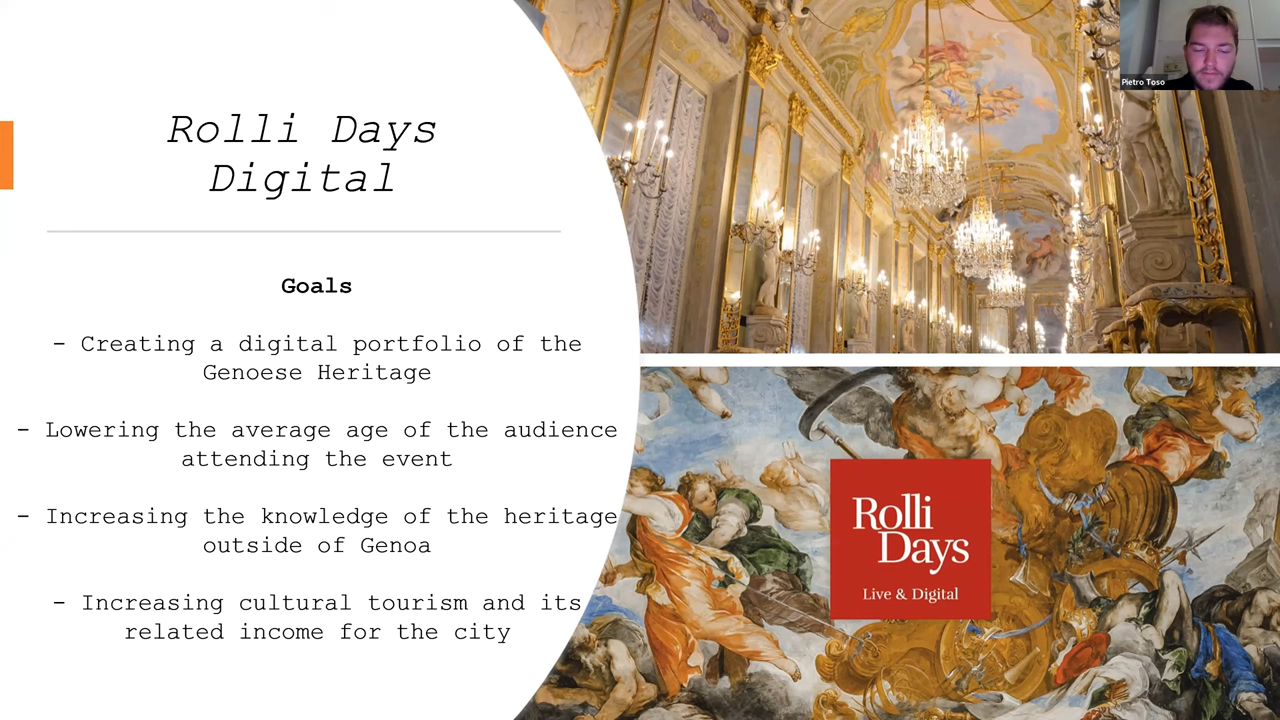 Rolli Days
Digital
Goals
- Creating a digital portfolio of the
Genoese Heritage
- Lowering the average age of the audience
attending the event
- Increasing the knowledge of the heritage
outside of Genoa
- Increasing cultural tourism and its
related income for the city
Pietro Toso
Rolli
Days
Live & Digital